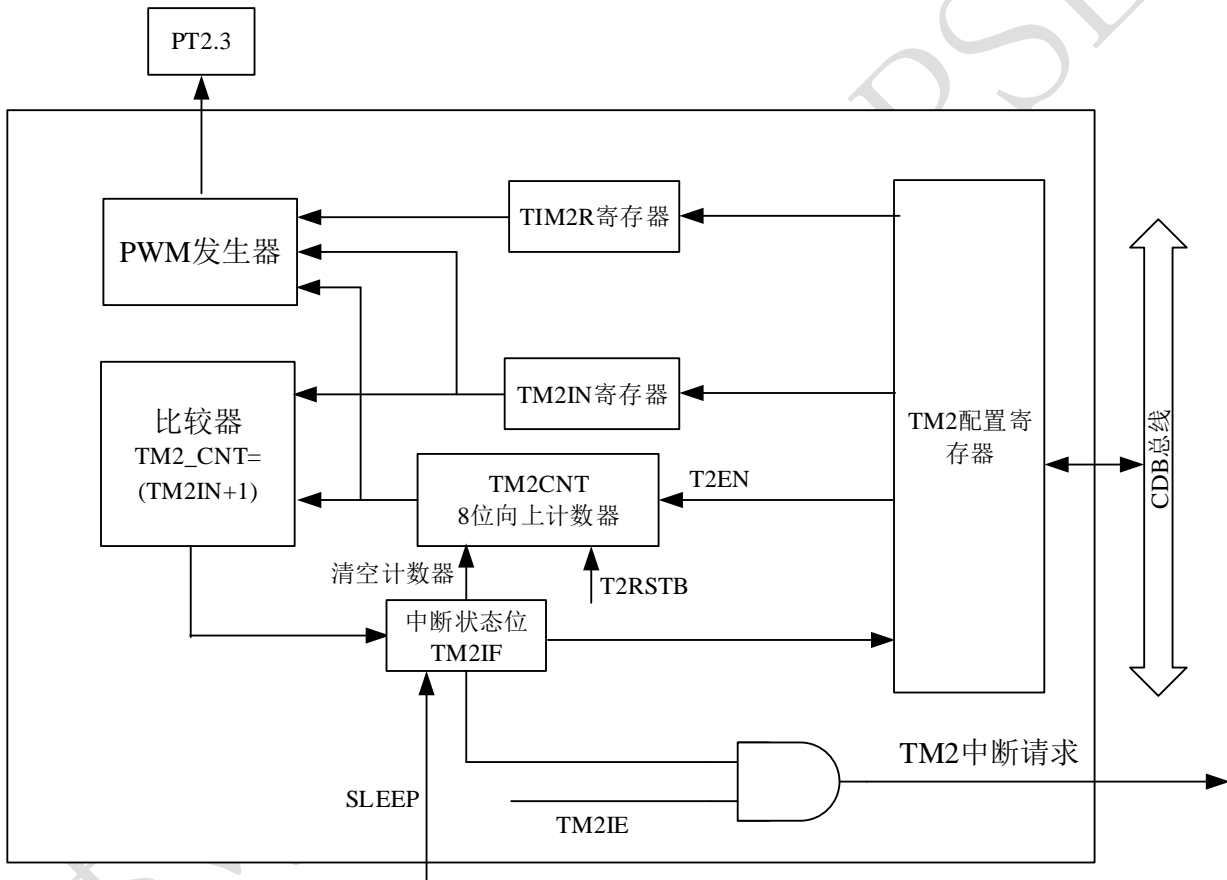 PT2.3
PWM发生器
TIM2R寄存器
TM2IN寄存器
比较器
TM2_CNT=
(TM2IN+1)
TM2CNT
8位向上计数器
T2EN
TM2配置寄
存器
CDB总线
清空计数器
T2RSTB
中断状态位
TM2IF
SLEEP
TM2IE
TM2中断请求